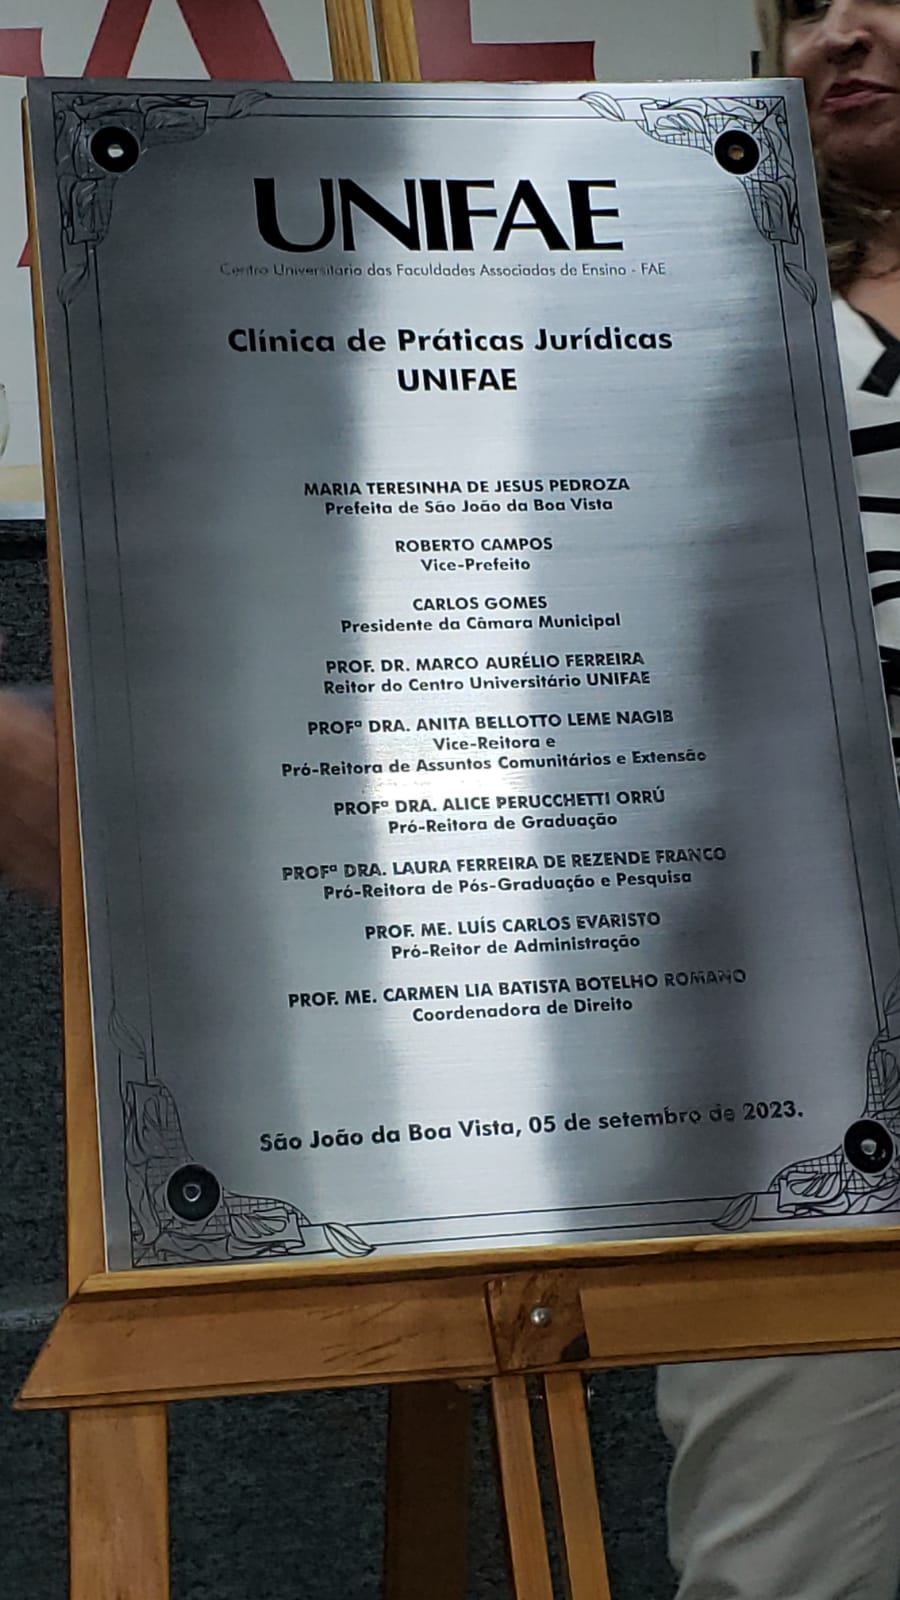 UNIFAE
Centro Universitario das Faculdades Associadas de Ensino - FAE
Clínica de Práticas Jurídicas
UNIFAE
MARIA TERESINHA DE JESUS PEDROZA
Prefeita de São João da Boa Vista
ROBERTO CAMPOS
Vice-Prefeito
CARLOS GOMES
Presidente da Câmara Municipal
PROF. DR. MARCO AURÉLIO FERREIRA
Reitor do Centro Universitário UNIFAE
PROFª DRA. ANITA BELLOTTO LEME NAGIB
Vice-Reitora e
Pró-Reitora de Assuntos Comunitários e Extensão
PROFª DRA. ALICE PERUCCHETTI ORRÚ
Pró-Reitora de Graduação
PROFª DRA. LAURA FERREIRA DE REZENDE FRANCO
Pró-Reitora de Pós-Graduação e Pesquisa
PROF. ME. LUÍS CARLOS EVARISTO
Pró-Reitor de Administração
PROF. ME. CARMEN LIA BATISTA BOTELHO ROMANO
Coordenadora de Direito
São João da Boa Vista, 05 de setembro de 2023.